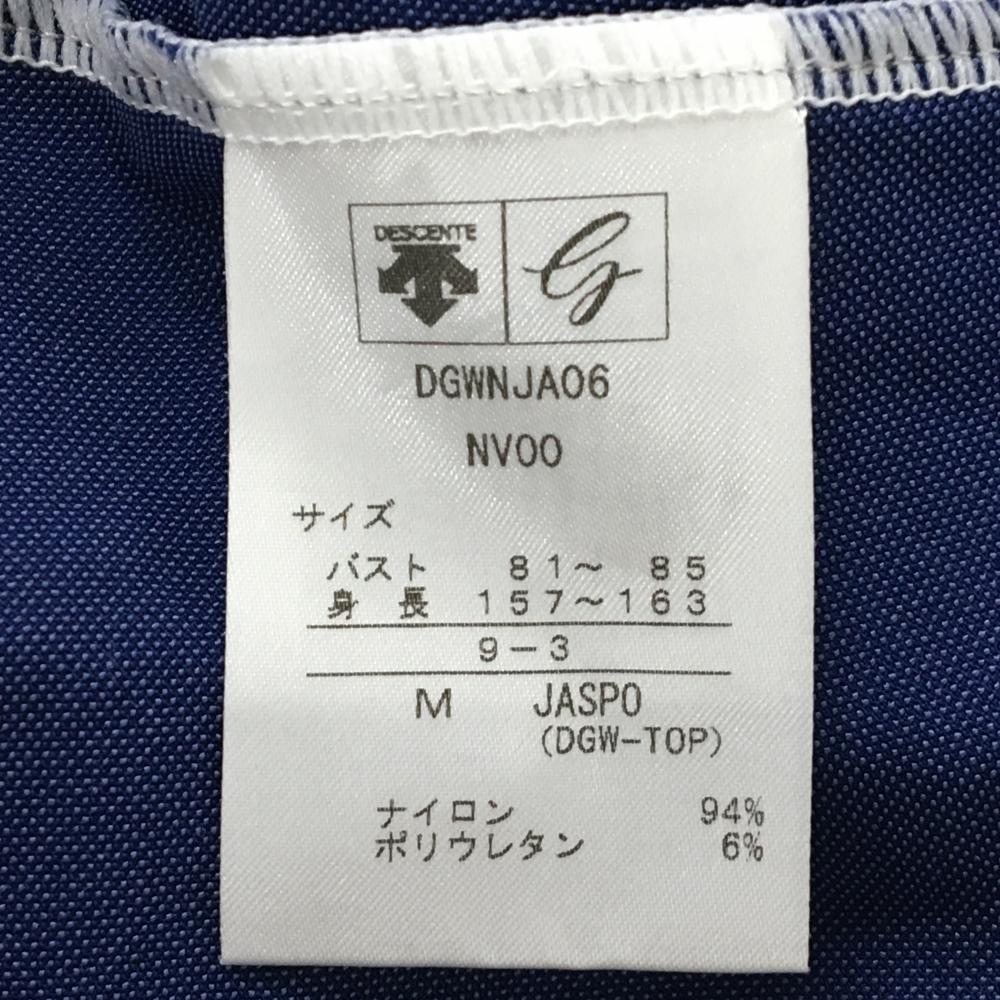 DESCENTE G
DGWNJA06
NV00
サイズ
バスト 81～ 85
身 長 157～163
9－3
M JASPO
(DGW-TOP)
ナイロン 94%
ポリウレタン 6%